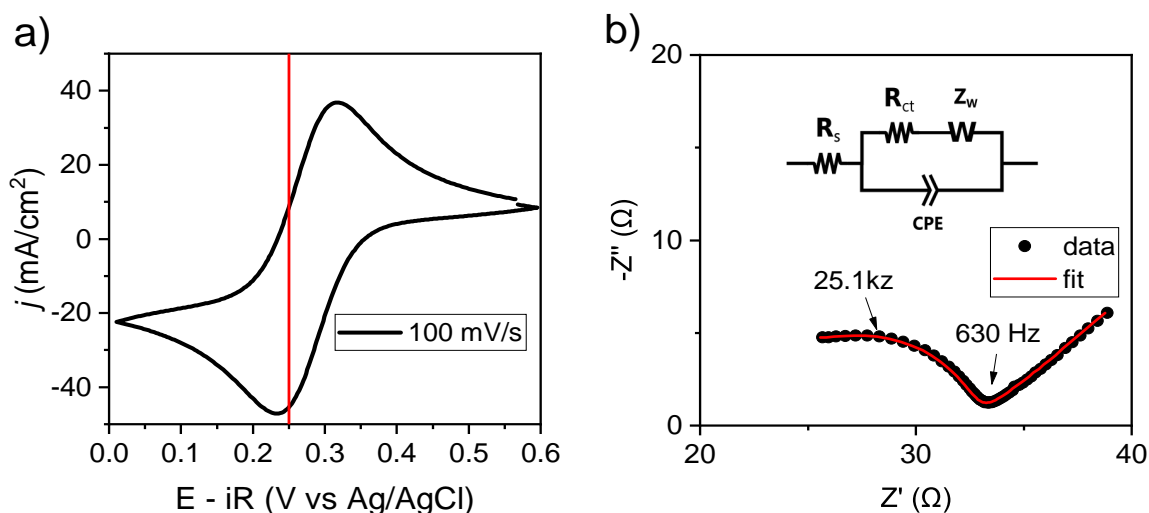 a)
j (mA/cm²)
40
20
0
-20
-40
100 mV/s
0.0 0.1 0.2 0.3 0.4 0.5 0.6
E - iR (V vs Ag/AgCl)
b)
-Z'' (Ω)
20
10
0
Rs
Rct
Zw
CPE
data
fit
25.1kz
630 Hz
20 30 40
Z' (Ω)